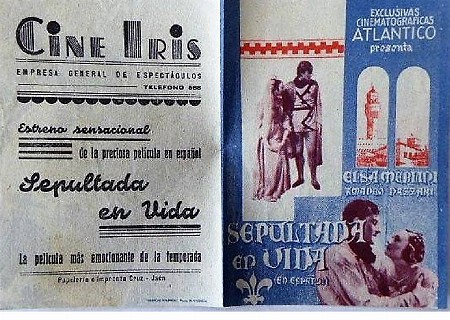 CINE IRIS
EMPRESA GENERAL DE ESPECTÁCULOS
TELEFONO 566
Estreno sensacional
de la preciosa película en español
Sepultada
en Vida
La película más emocionante de la temporada
Papelería e Imprenta Cruz - Jaén
EXCLUSIVAS
CINEMATOGRÁFICAS
ATLANTICO
presenta
ELSA MERLINI
AMADEO NAZZARI
SEPULTADA
EN VIDA
(EN ESPAÑOL)